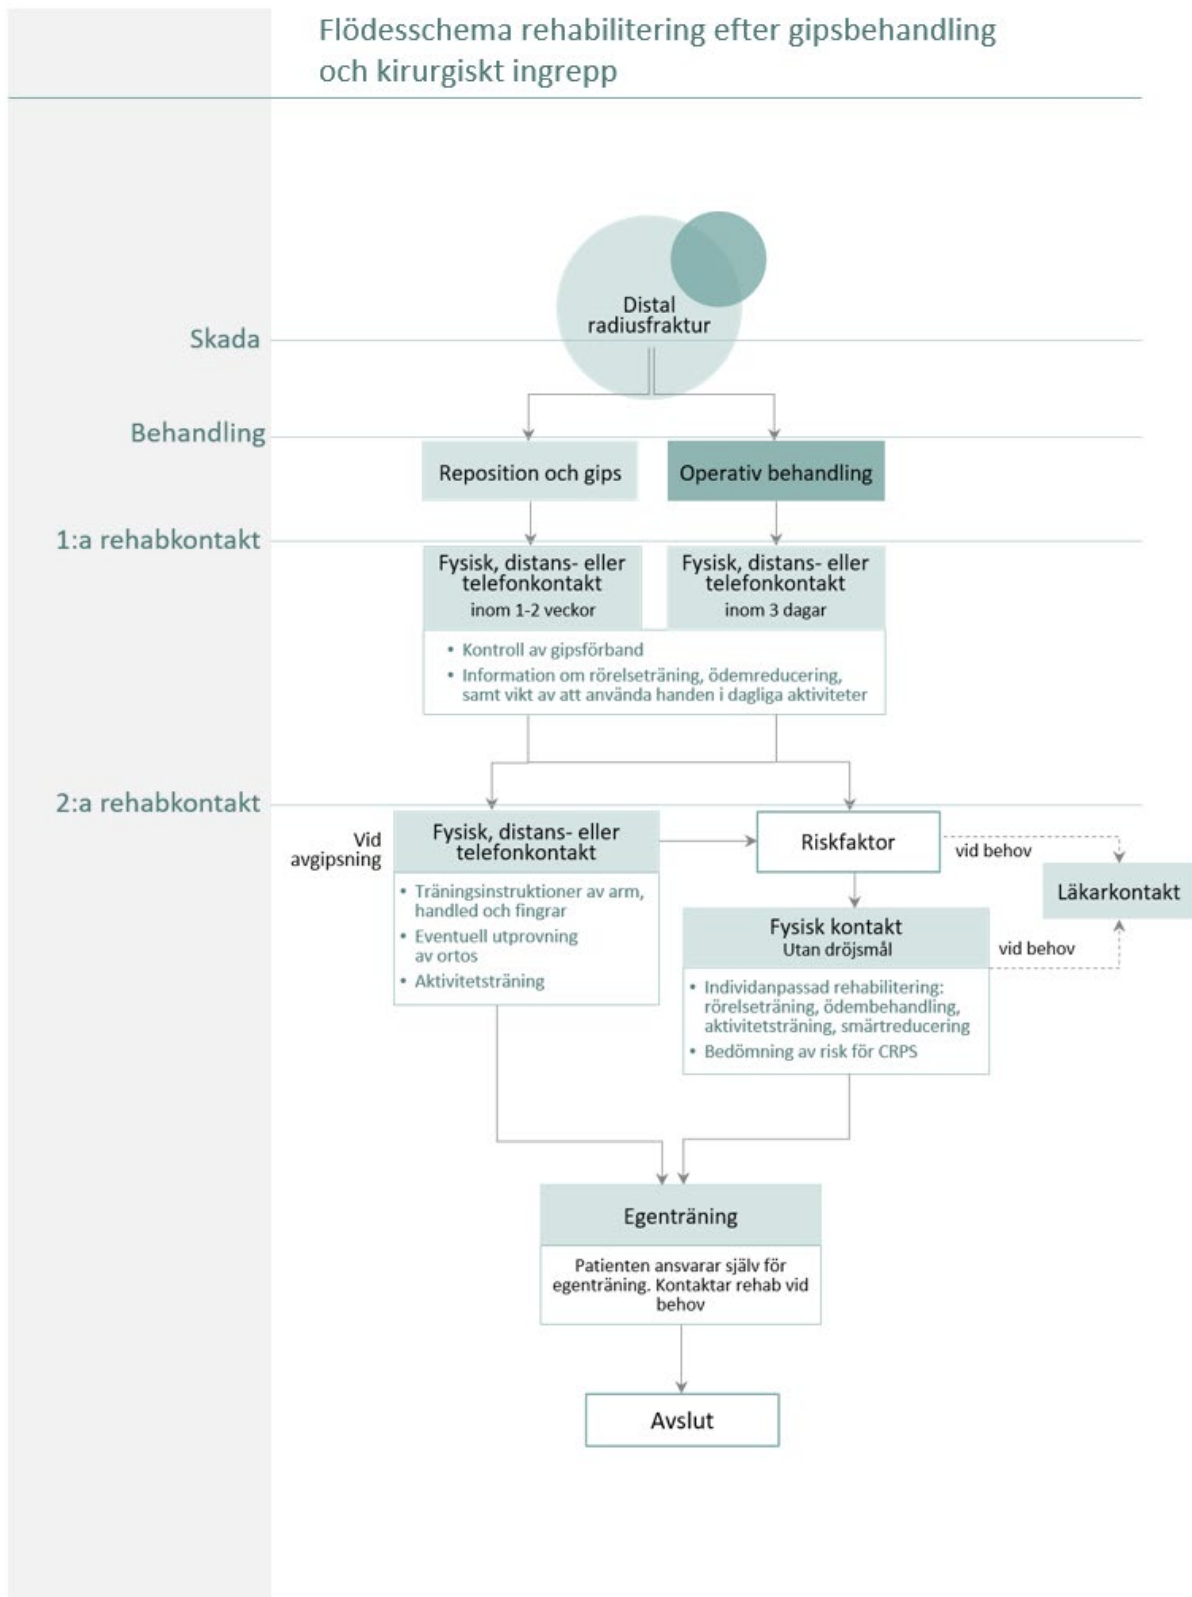 Flödesschema rehabilitering efter gipsbehandling
och kirurgiskt ingrepp
Distal
radiusfraktur
Skada
Behandling
Reposition och gips
Operativ behandling
1:a rehabkontakt
Fysisk, distans- eller
telefonkontakt
inom 1-2 veckor
Fysisk, distans- eller
telefonkontakt
inom 3 dagar
• Kontroll av gipsförband
• Information om rörelseträning, ödemreducering,
samt vikt av att använda handen i dagliga aktiviteter
2:a rehabkontakt
Vid
avgipsning
Fysisk, distans- eller
telefonkontakt
• Träningsinstruktioner av arm,
handled och fingrar
• Eventuell utprovning
av ortos
• Aktivitetsträning
Riskfaktor
vid behov
Läkarkontakt
Fysisk kontakt
Utan dröjsmål
vid behov
• Individanpassad rehabilitering:
rörelseträning, ödembehandling,
aktivitetsträning, smärtreducering
• Bedömning av risk för CRPS
Egenträning
Patienten ansvarar själv för
egenträning. Kontaktar rehab vid
behov
Avslut